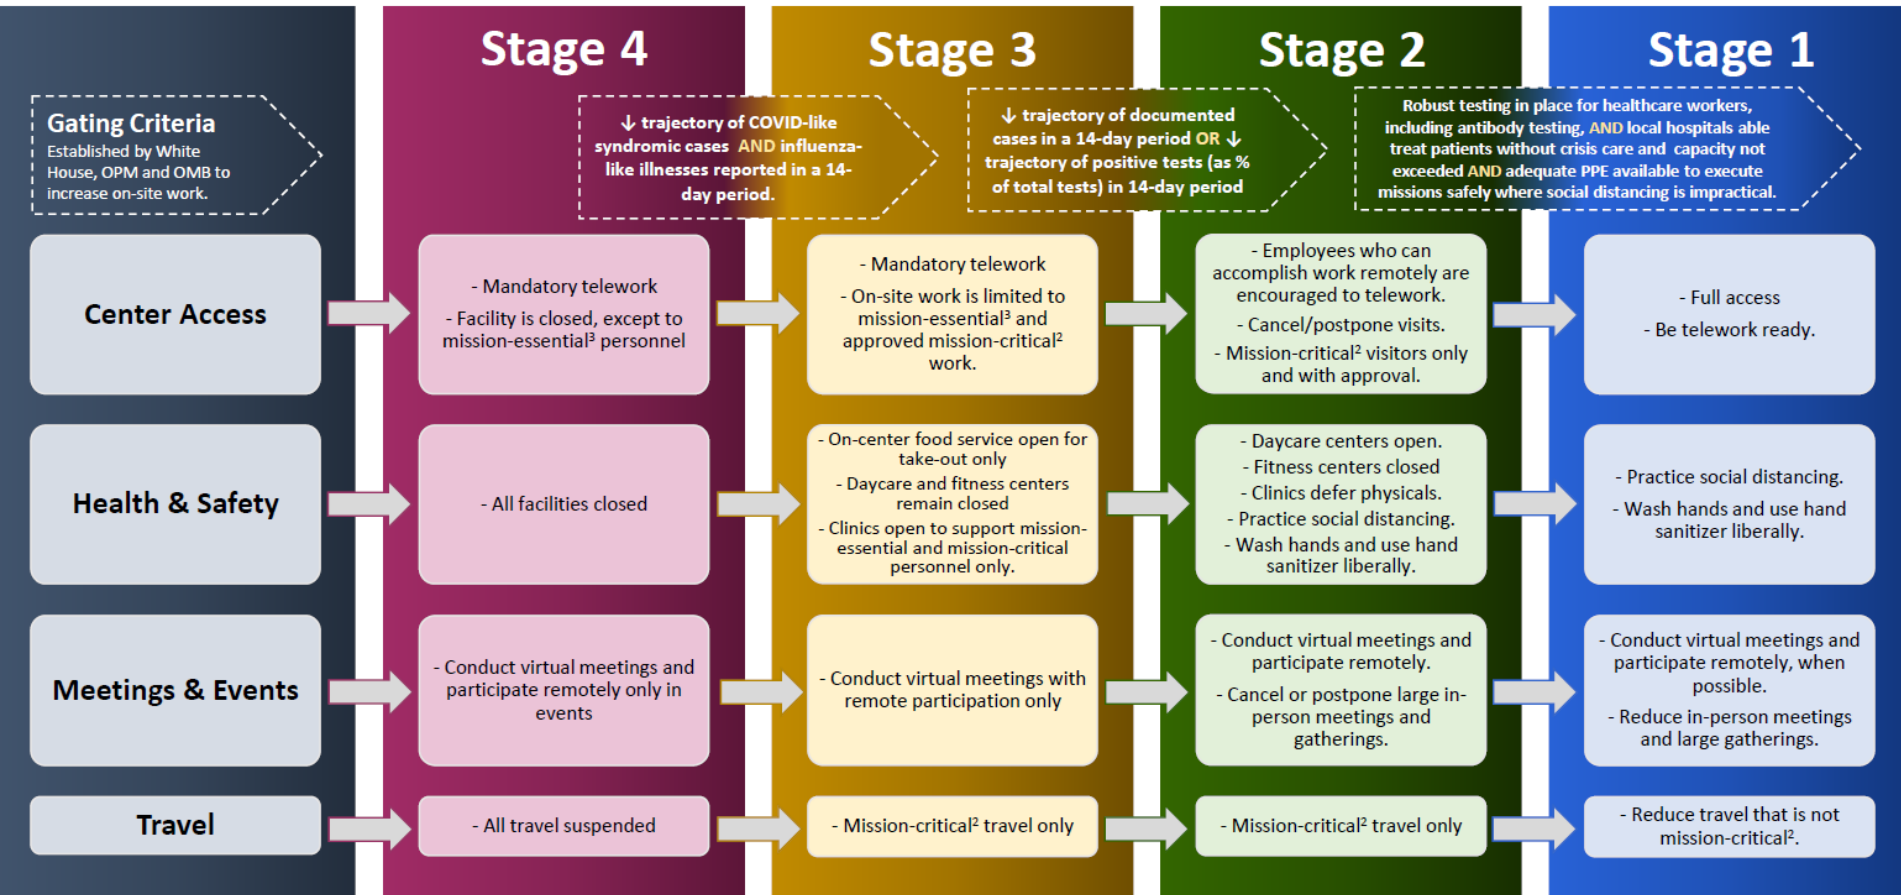 Stage 4
Stage 3
Stage 2
Stage 1
Gating Criteria
Established by White
House, OPM and OMB to
increase on-site work.
↓ trajectory of COVID-like
syndromic cases AND influenza-
like illnesses reported in a 14-
day period.
↓ trajectory of documented
cases in a 14-day period OR ↓
trajectory of positive tests (as %
of total tests) in 14-day period
Robust testing in place for healthcare workers,
including antibody testing, AND local hospitals able
treat patients without crisis care and capacity not
exceeded AND adequate PPE available to execute
missions safely where social distancing is impractical.
Center Access
- Mandatory telework
- Facility is closed, except to
mission-essential³ personnel
- Mandatory telework
- On-site work is limited to
mission-essential³ and
approved mission-critical²
work.
- Employees who can
accomplish work remotely are
encouraged to telework.
- Cancel/postpone visits.
- Mission-critical² visitors only
and with approval.
- Full access
- Be telework ready.
Health & Safety
- All facilities closed
- On-center food service open for
take-out only
- Daycare and fitness centers
remain closed
- Clinics open to support mission-
essential and mission-critical
personnel only.
- Daycare centers open.
- Fitness centers closed
- Clinics defer physicals.
- Practice social distancing.
- Wash hands and use hand
sanitizer liberally.
- Practice social distancing.
- Wash hands and use hand
sanitizer liberally.
Meetings & Events
- Conduct virtual meetings and
participate remotely only in
events
- Conduct virtual meetings with
remote participation only
- Conduct virtual meetings and
participate remotely.
- Cancel or postpone large in-
person meetings and
gatherings.
- Conduct virtual meetings and
participate remotely, when
possible.
- Reduce in-person meetings
and large gatherings.
Travel
- All travel suspended
- Mission-critical² travel only
- Mission-critical² travel only
- Reduce travel that is not
mission-critical².